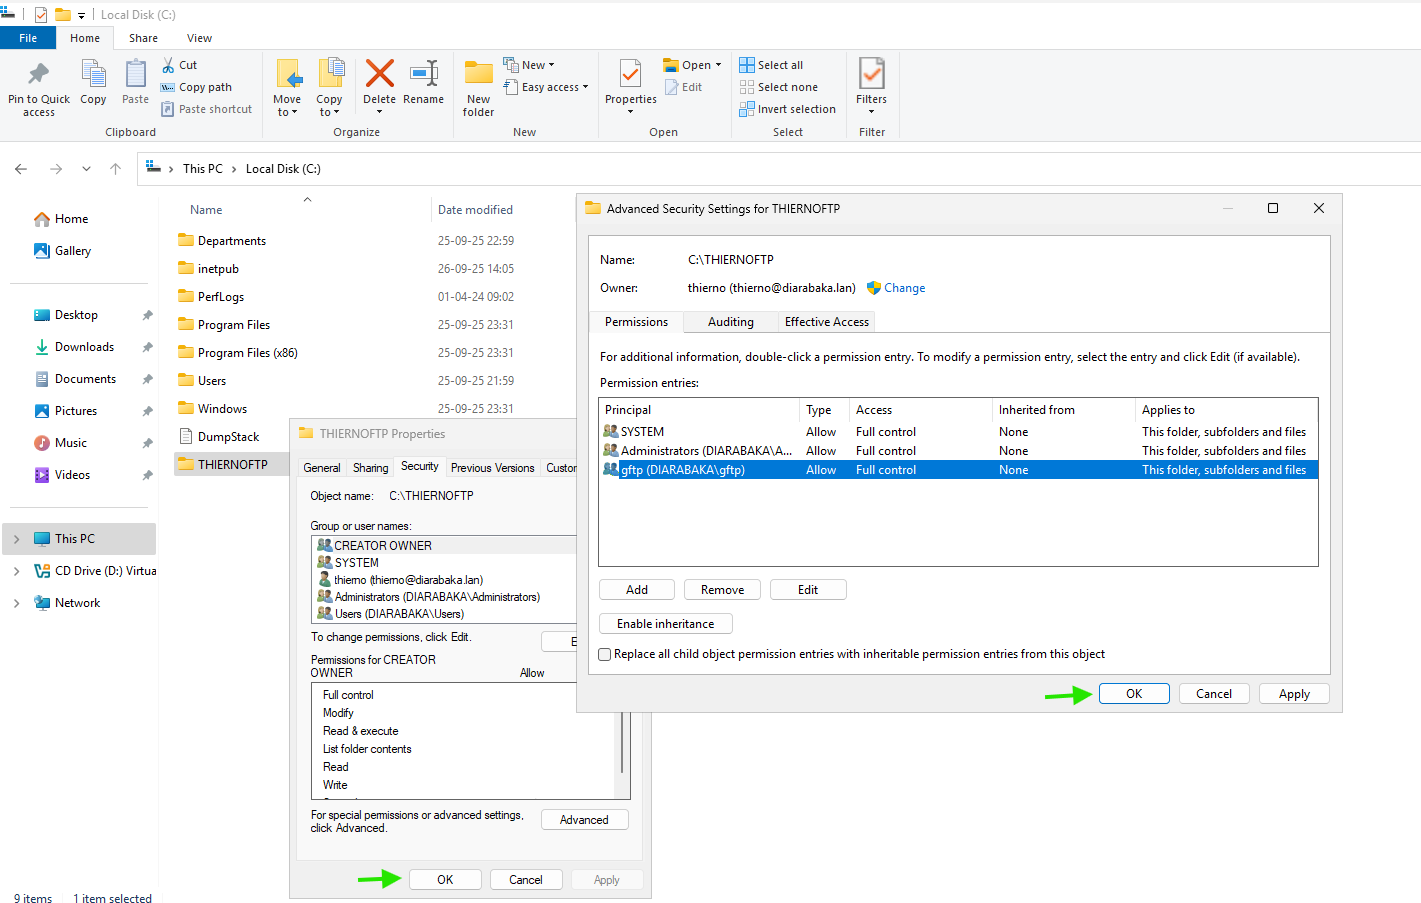 Local Disk (C:)
File Home Share View
Pin to Quick access
Copy
Paste
Cut
Copy path
Paste shortcut
Clipboard
Move to
Copy to
Delete
Rename
Organize
New folder
New
Easy access
New
Properties
Open
Edit
Open
Select all
Select none
Invert selection
Select
Filters
Filter
This PC > Local Disk (C:)
Home
Gallery
Desktop
Downloads
Documents
Pictures
Music
Videos
This PC
CD Drive (D:) Virtua
Network
Name Date modified
Departments 25-09-25 22:59
inetpub 26-09-25 14:05
PerfLogs 01-04-24 09:02
Program Files 25-09-25 23:31
Program Files (x86) 25-09-25 23:31
Users 25-09-25 21:59
Windows 25-09-25 23:31
DumpStack
THIERNOFTP
THIERNOFTP Properties
General Sharing Security Previous Versions Custor
Object name: C:\THIERNOFTP
Group or user names:
CREATOR OWNER
SYSTEM
thierno (thierno@diarabaka.lan)
Administrators (DIARABAKA\Administrators)
Users (DIARABAKA\Users)
To change permissions, click Edit.
E
Permissions for CREATOR
OWNER Allow
Full control
Modify
Read & execute
List folder contents
Read
Write
For special permissions or advanced settings,
click Advanced.
Advanced
OK Cancel Apply
Advanced Security Settings for THIERNOFTP
Name: C:\THIERNOFTP
Owner: thierno (thierno@diarabaka.lan) Change
Permissions Auditing Effective Access
For additional information, double-click a permission entry. To modify a permission entry, select the entry and click Edit (if available).
Permission entries:
Principal Type Access Inherited from Applies to
SYSTEM Allow Full control None This folder, subfolders and files
Administrators (DIARABAKA\A... Allow Full control None This folder, subfolders and files
gftp (DIARABAKA\gftp) Allow Full control None This folder, subfolders and files
Add Remove Edit
Enable inheritance
Replace all child object permission entries with inheritable permission entries from this object
OK Cancel Apply
9 items 1 item selected